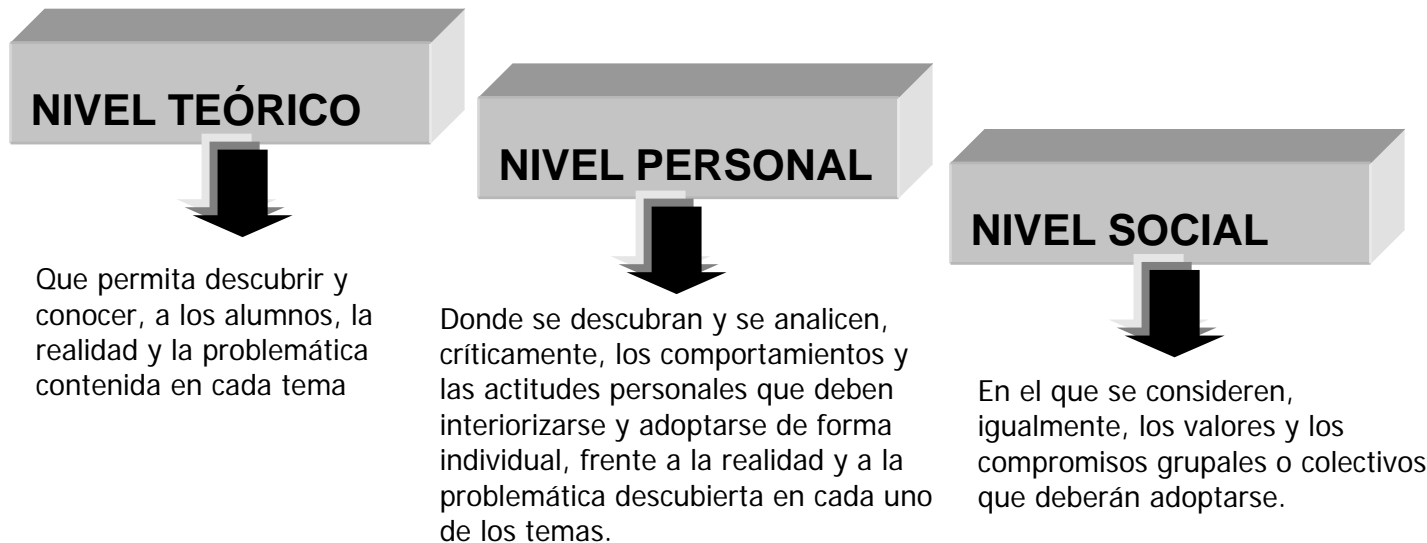 NIVEL TEÓRICO
Que permita descubrir y
conocer, a los alumnos, la
realidad y la problemática
contenida en cada tema
NIVEL PERSONAL
Donde se descubran y se analicen,
críticamente, los comportamientos y
las actitudes personales que deben
interiorizarse y adoptarse de forma
individual, frente a la realidad y a la
problemática descubierta en cada uno
de los temas.
NIVEL SOCIAL
En el que se consideren,
igualmente, los valores y los
compromisos grupales o colectivos
que deberán adoptarse.